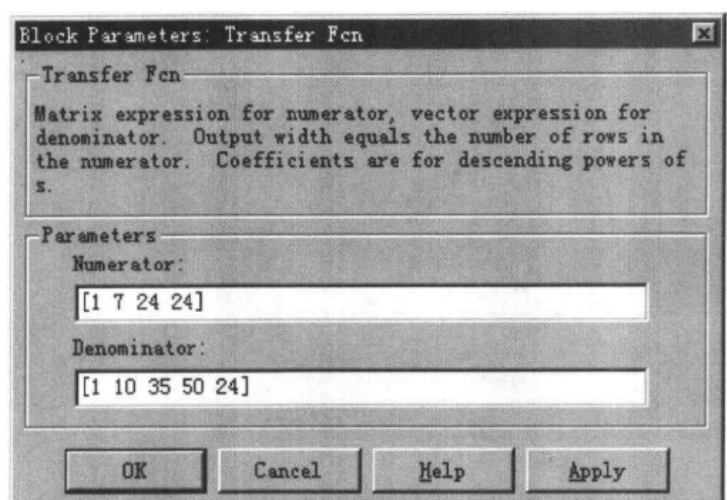 Block Parameters: Transfer Fcn
Transfer Fcn
Matrix expression for numerator, vector expression for
denominator. Output width equals the number of rows in
the numerator. Coefficients are for descending powers of
s.
Parameters
Numerator:
[1 7 24 24]
Denominator:
[1 10 35 50 24]
OK Cancel Help Apply